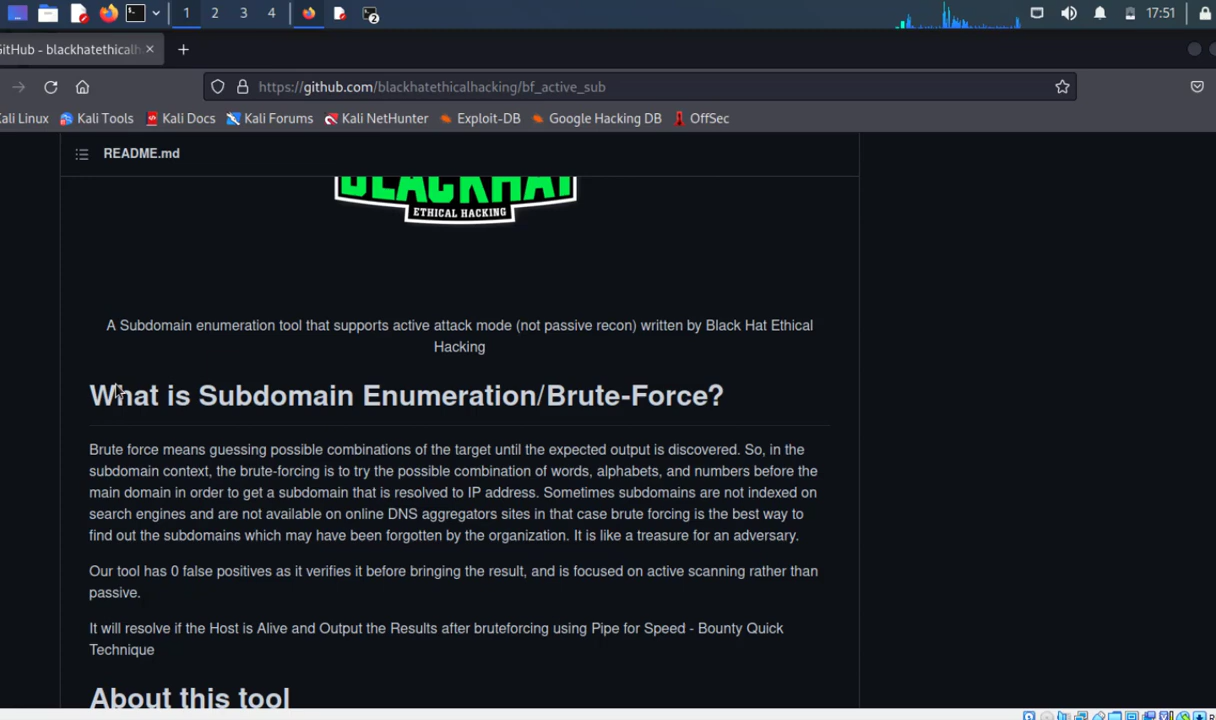 1 2 3 4 2 17:51
GitHub - blackhatethicalh
https://github.com/blackhatethicalhacking/bf_active_sub
Kali Linux Kali Tools Kali Docs Kali Forums Kali NetHunter Exploit-DB Google Hacking DB OffSec
README.md
BLACKHAT
ETHICAL HACKING
A Subdomain enumeration tool that supports active attack mode (not passive recon) written by Black Hat Ethical
Hacking
What is Subdomain Enumeration/Brute-Force?
Brute force means guessing possible combinations of the target until the expected output is discovered. So, in the
subdomain context, the brute-forcing is to try the possible combination of words, alphabets, and numbers before the
main domain in order to get a subdomain that is resolved to IP address. Sometimes subdomains are not indexed on
search engines and are not available on online DNS aggregators sites in that case brute forcing is the best way to
find out the subdomains which may have been forgotten by the organization. It is like a treasure for an adversary.
Our tool has 0 false positives as it verifies it before bringing the result, and is focused on active scanning rather than
passive.
It will resolve if the Host is Alive and Output the Results after bruteforcing using Pipe for Speed - Bounty Quick
Technique
About this tool